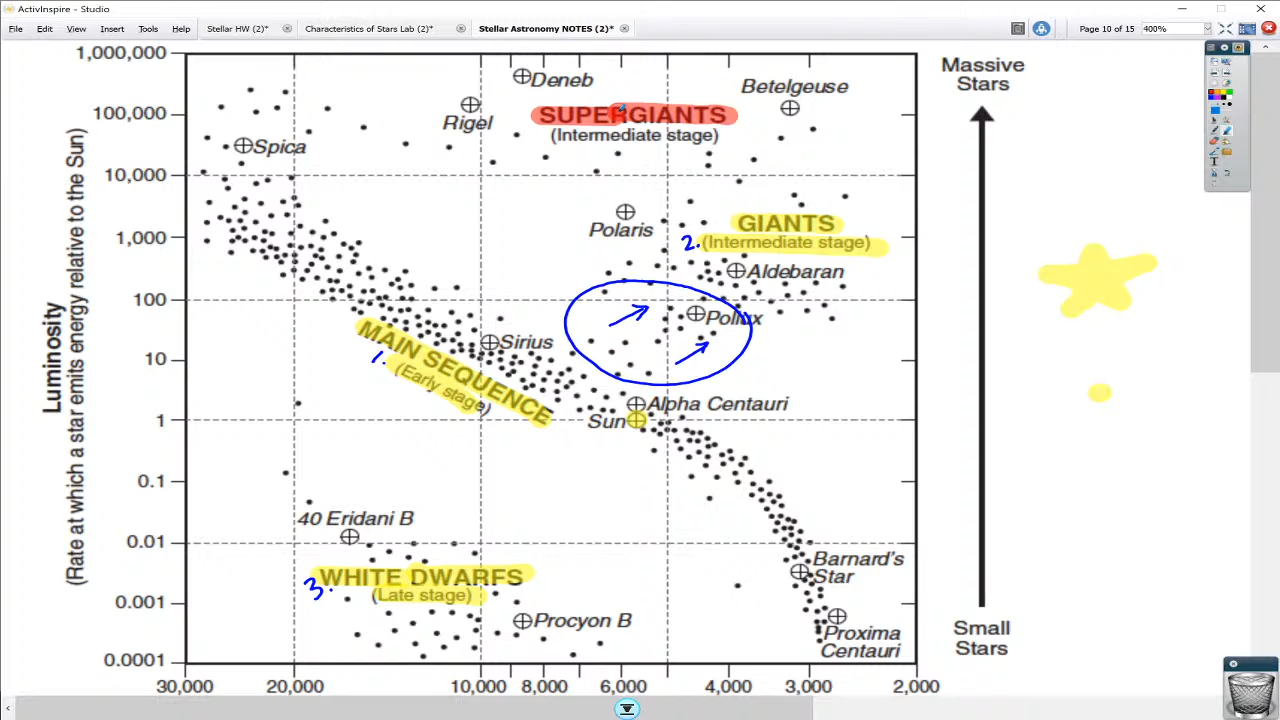 ActivInspire - Studio
File Edit View Insert Tools Help Stellar HW (2)* Characteristics of Stars Lab (2)* Stellar Astronomy NOTES (2)* Page 10 of 15 400%
1,000,000
Deneb
Betelgeuse
Massive
Stars
100,000
Rigel
SUPERGIANTS
(Intermediate stage)
Spica
10,000
Polaris
GIANTS
2. (Intermediate stage)
1,000
Aldebaran
100
Pollux
Luminosity
(Rate at which a star emits energy relative to the Sun)
MAIN SEQUENCE
1. (Early stage)
Sirius
10
Alpha Centauri
1
Sun
0.1
40 Eridani B
0.01
Barnard's
Star
3. WHITE DWARFS
(Late stage)
0.001
Procyon B
Proxima
Centauri
Small
Stars
0.0001
30,000 20,000 10,000 8,000 6,000 4,000 3,000 2,000